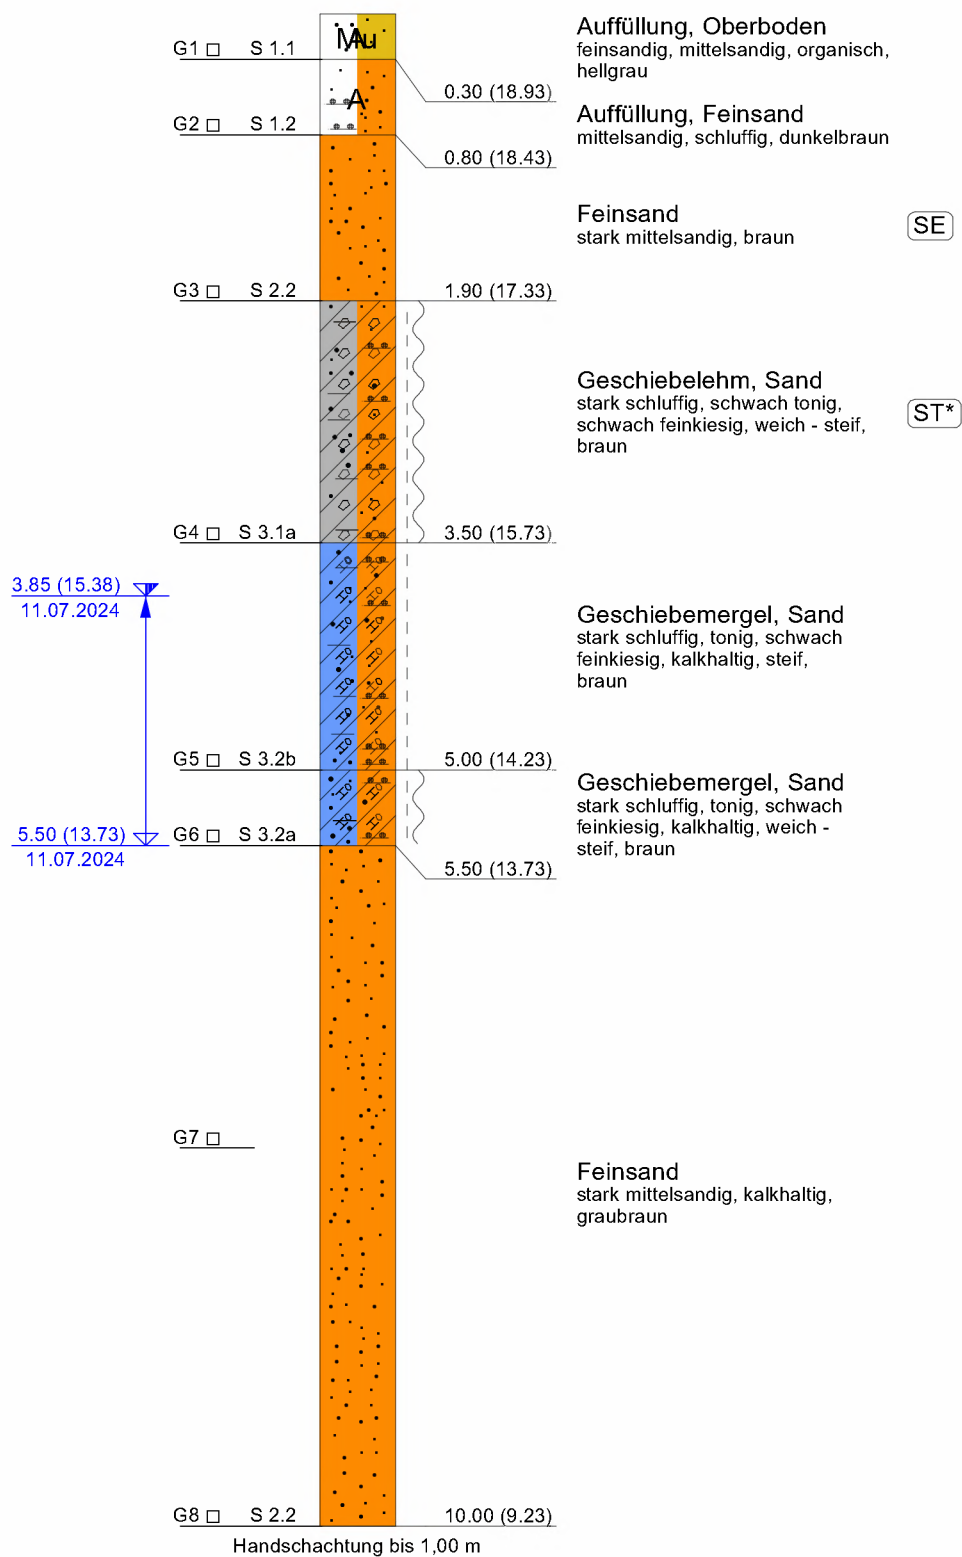 Auffüllung, Oberboden
feinsandig, mittelsandig, organisch,
hellgrau
G1 S 1.1
Mu
A
0.30 (18.93)
A
Auffüllung, Feinsand
mittelsandig, schluffig, dunkelbraun
G2 S 1.2
0.80 (18.43)
Feinsand
stark mittelsandig, braun
SE
G3 S 2.2
1.90 (17.33)
Geschiebelehm, Sand
stark schluffig, schwach tonig,
schwach feinkiesig, weich - steif,
braun
ST*
G4 S 3.1a
3.50 (15.73)
3.85 (15.38)
11.07.2024
Geschiebemergel, Sand
stark schluffig, tonig, schwach
feinkiesig, kalkhaltig, steif,
braun
G5 S 3.2b
5.00 (14.23)
Geschiebemergel, Sand
stark schluffig, tonig, schwach
feinkiesig, kalkhaltig, weich -
steif, braun
5.50 (13.73)
11.07.2024
G6 S 3.2a
5.50 (13.73)
G7
Feinsand
stark mittelsandig, kalkhaltig,
graubraun
G8 S 2.2
10.00 (9.23)
Handschachtung bis 1,00 m